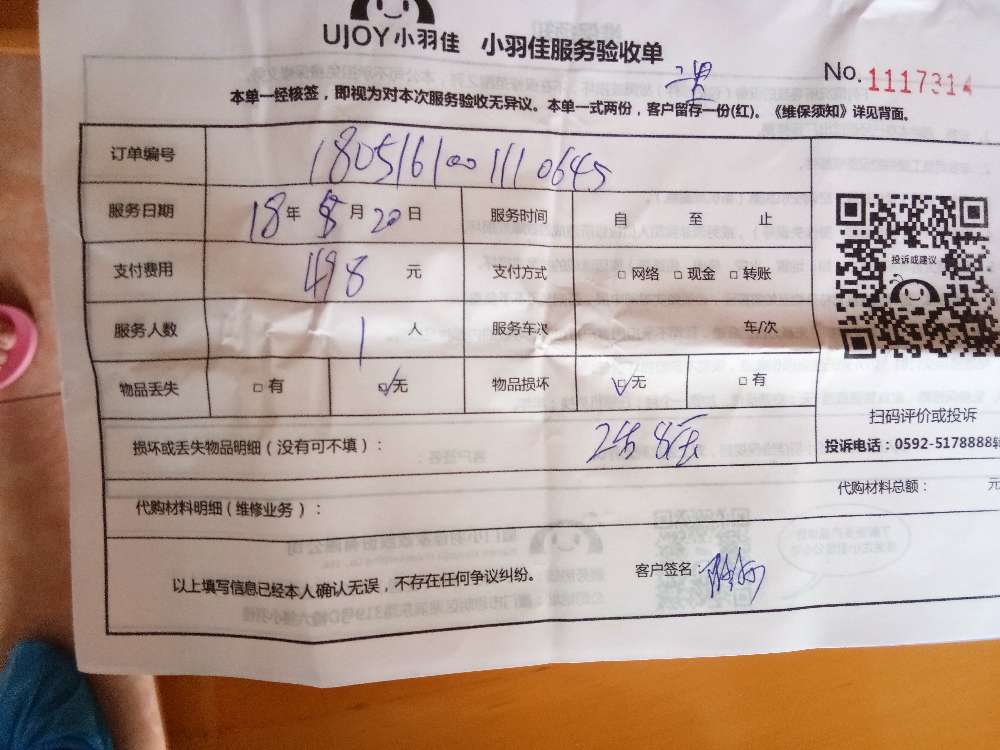 UJOY小羽佳 小羽佳服务验收单
No. 1117314
本单一经核签，即视为对本次服务验收无异议。本单一式两份，客户留存一份(红)。《维保须知》详见背面。
订单编号 1805161001110645
服务日期 18年 8月 20日 服务时间 自 至 止
支付费用 498 元 支付方式 □ 网络 □ 现金 □ 转账
服务人数 1 人 服务车次 车/次
物品丢失 □ 有 □ 无 物品损坏 □ 无 □ 有
投诉或建议
扫码评价或投诉
投诉电话：0592-5178888转
损坏或丢失物品明细（没有可不填）：
代购材料明细（维修业务）： 代购材料总额： 元
以上填写信息已经本人确认无误，不存在任何争议纠纷。 客户签名：